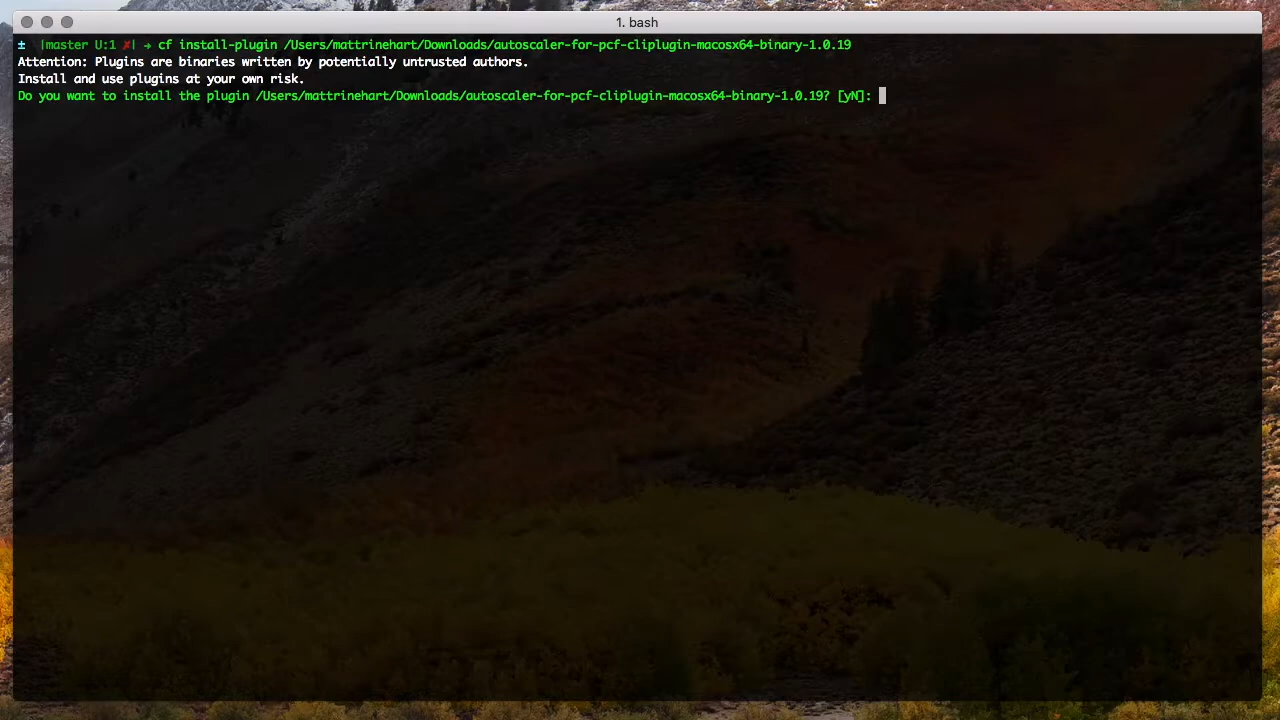 1. bash
± |master U:1 ✗| → cf install-plugin /Users/mattrinehart/Downloads/autoscaler-for-pcf-cliplugin-macosx64-binary-1.0.19
Attention: Plugins are binaries written by potentially untrusted authors.
Install and use plugins at your own risk.
Do you want to install the plugin /Users/mattrinehart/Downloads/autoscaler-for-pcf-cliplugin-macosx64-binary-1.0.19? [yN]: